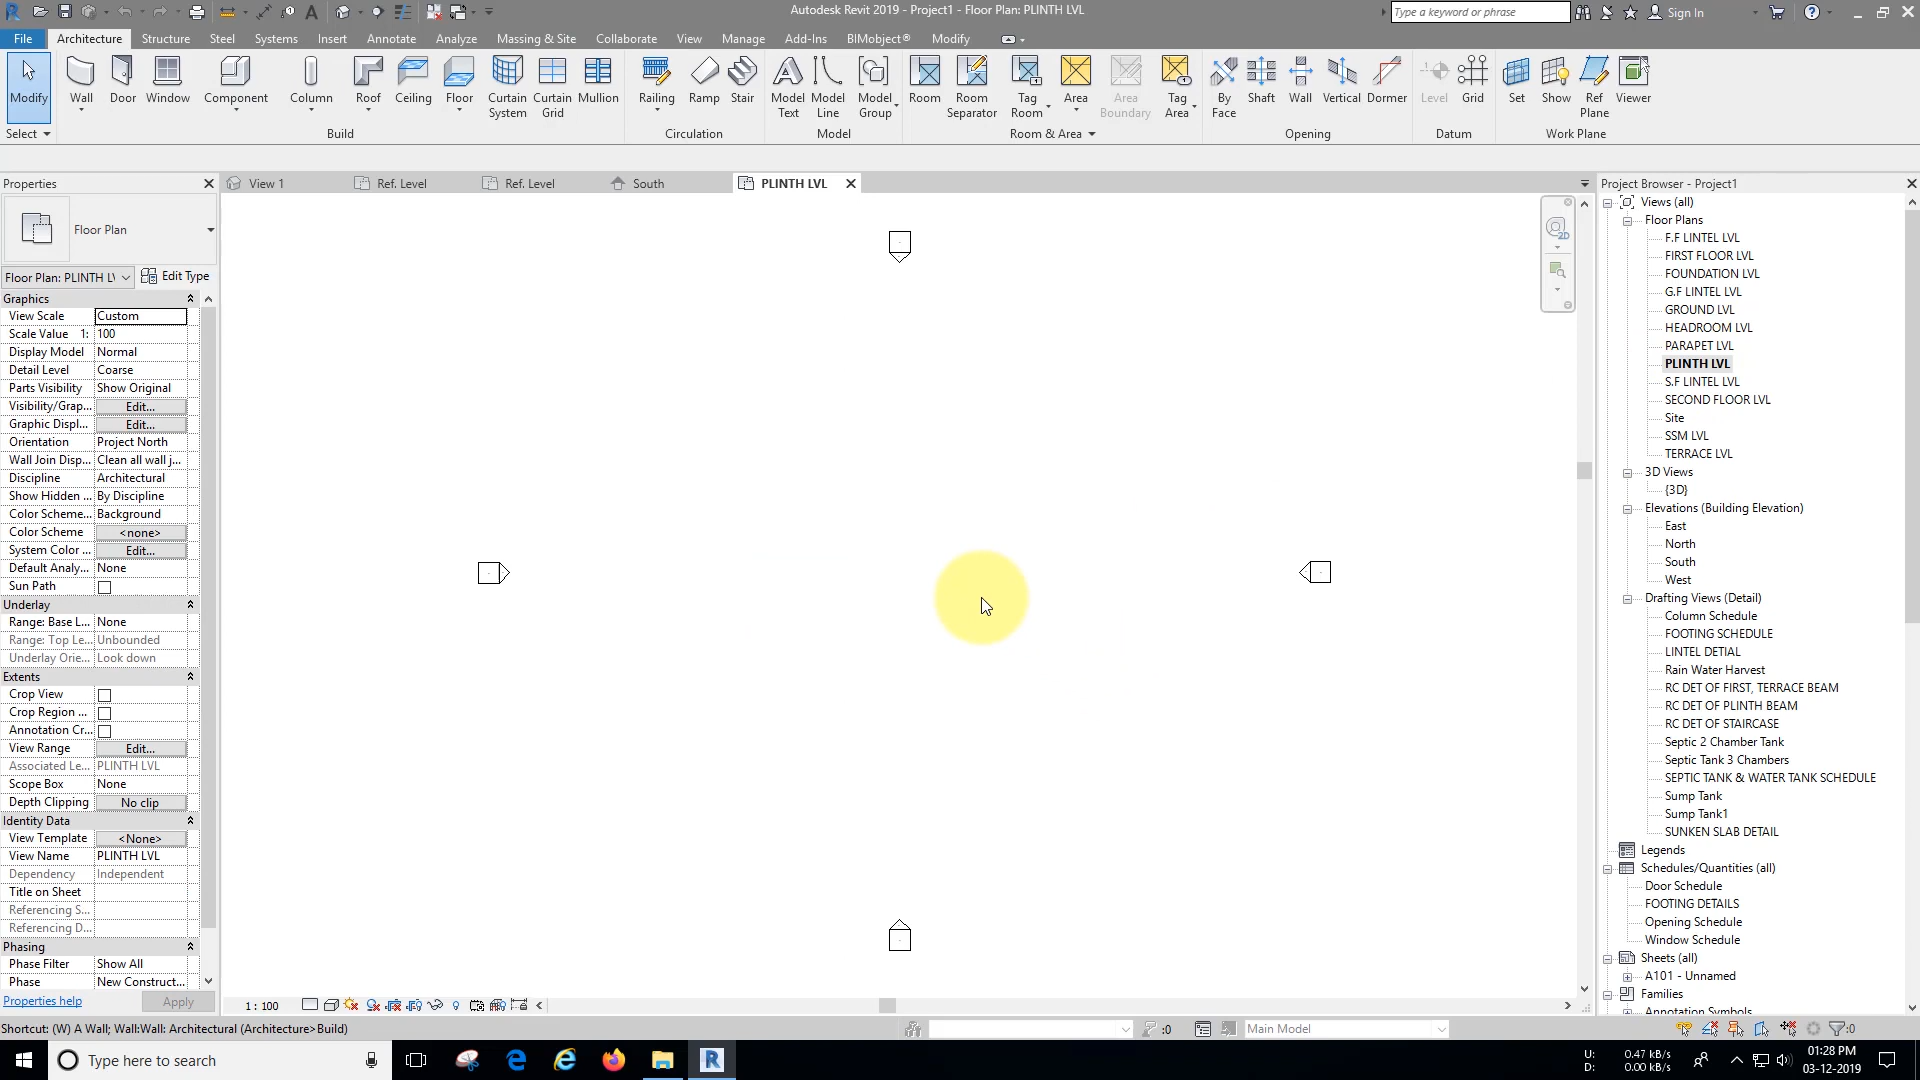 Autodesk Revit 2019 - Project1 - Floor Plan: PLINTH LVL
Type a keyword or phrase
Sign In
File
Architecture
Structure
Steel
Systems
Insert
Annotate
Analyze
Massing & Site
Collaborate
View
Manage
Add-Ins
BIMobject®
Modify
Modify
Wall
Door
Window
Component
Column
Roof
Ceiling
Floor
Curtain System
Curtain Grid
Mullion
Railing
Ramp
Stair
Model Text
Model Line
Model Group
Room
Room Separator
Tag Room
Area
Area Boundary
Tag Area
By Face
Shaft
Wall
Vertical
Dormer
Level
Grid
Set
Show
Ref Plane
Viewer
Select
Build
Circulation
Model
Room & Area
Opening
Datum
Work Plane
Properties
View 1
Ref. Level
Ref. Level
South
PLINTH LVL
Project Browser - Project1
Floor Plan
Floor Plan: PLINTH LV
Edit Type
Graphics
View Scale Custom
Scale Value 1: 100
Display Model Normal
Detail Level Coarse
Parts Visibility Show Original
Visibility/Grap... Edit...
Graphic Displ... Edit...
Orientation Project North
Wall Join Disp... Clean all wall j...
Discipline Architectural
Show Hidden ... By Discipline
Color Scheme... Background
Color Scheme <none>
System Color ... Edit...
Default Analy... None
Sun Path
Underlay
Range: Base L... None
Range: Top Le... Unbounded
Underlay Orie... Look down
Extents
Crop View
Crop Region ...
Annotation Cr...
View Range Edit...
Associated Le... PLINTH LVL
Scope Box None
Depth Clipping No clip
Identity Data
View Template <None>
View Name PLINTH LVL
Dependency Independent
Title on Sheet
Referencing S...
Referencing D...
Phasing
Phase Filter Show All
Phase New Construct...
Properties help
Apply
2D
Views (all)
Floor Plans
F.F LINTEL LVL
FIRST FLOOR LVL
FOUNDATION LVL
G.F LINTEL LVL
GROUND LVL
HEADROOM LVL
PARAPET LVL
PLINTH LVL
S.F LINTEL LVL
SECOND FLOOR LVL
Site
SSM LVL
TERRACE LVL
3D Views
{3D}
Elevations (Building Elevation)
East
North
South
West
Drafting Views (Detail)
Column Schedule
FOOTING SCHEDULE
LINTEL DETIAL
Rain Water Harvest
RC DET OF FIRST, TERRACE BEAM
RC DET OF PLINTH BEAM
RC DET OF STAIRCASE
Septic 2 Chamber Tank
Septic Tank 3 Chambers
SEPTIC TANK & WATER TANK SCHEDULE
Sump Tank
Sump Tank1
SUNKEN SLAB DETAIL
Legends
Schedules/Quantities (all)
Door Schedule
FOOTING DETAILS
Opening Schedule
Window Schedule
Sheets (all)
A101 - Unnamed
Families
Annotation Symbols
1 : 100
Shortcut: (W) A Wall; Wall:Wall: Architectural (Architecture>Build)
:0
Main Model
:0
Type here to search
U: 0.47 kB/s
D: 0.00 kB/s
01:28 PM
03-12-2019